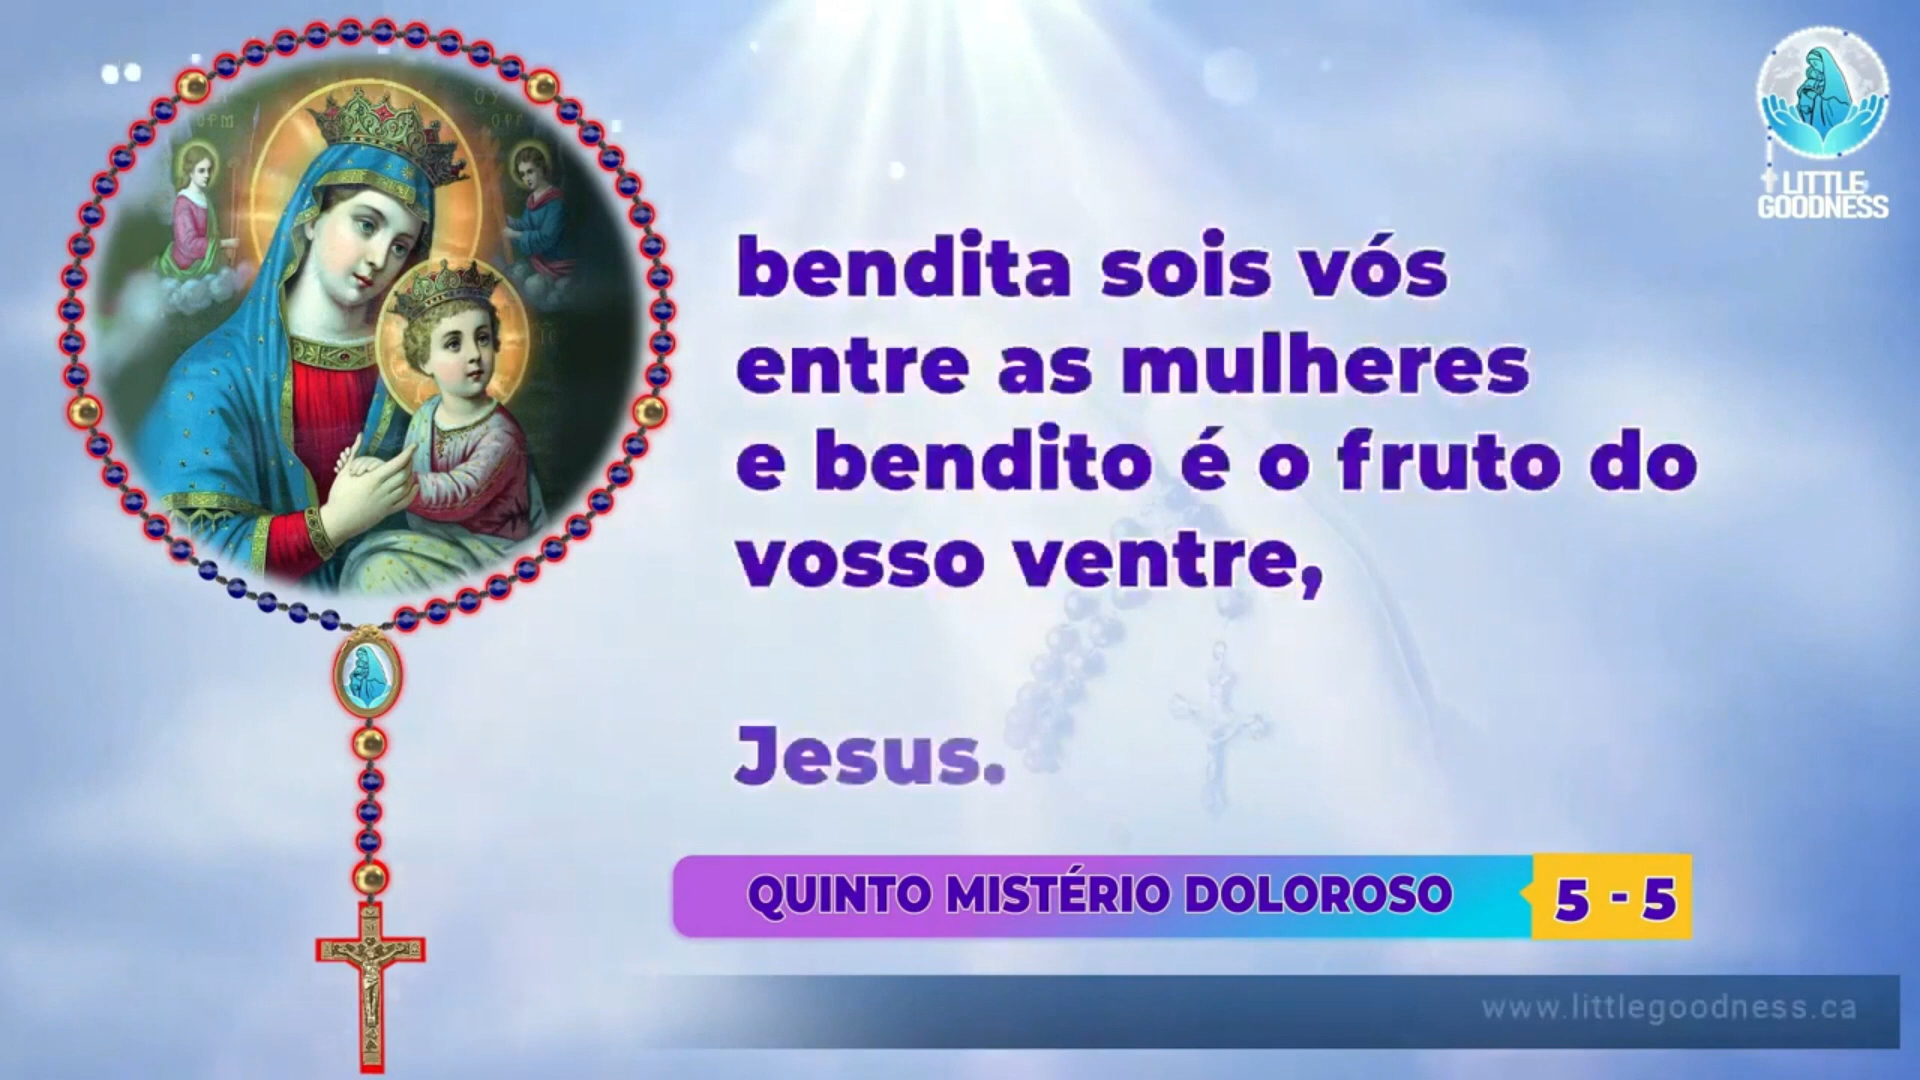 LITTLE
GOODNESS
bendita sois vós
entre as mulheres
e bendito é o fruto do
vosso ventre,
Jesus.
QUINTO MISTÉRIO DOLOROSO 5 - 5
www.littlegoodness.ca